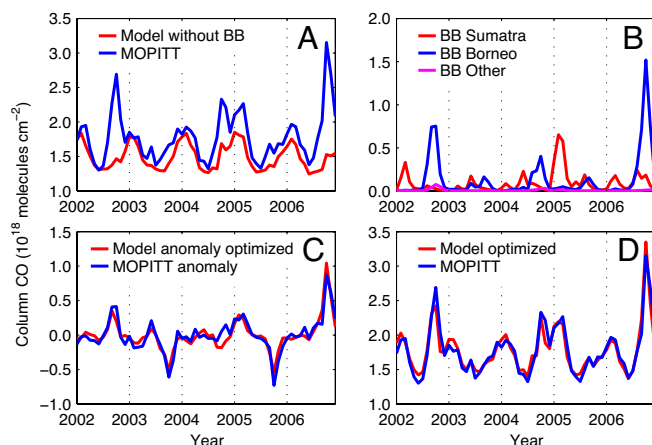 3.5
3.0
2.5
2.0
1.5
1.0
Model without BB
MOPITT
A
2002 2003 2004 2005 2006
2.0
1.5
1.0
0.5
0.0
BB Sumatra
BB Borneo
BB Other
B
2002 2003 2004 2005 2006
Column CO (10^18 molecules cm^−2)
1.5
1.0
0.5
0.0
−0.5
−1.0
Model anomaly optimized
MOPITT anomaly
C
2002 2003 2004 2005 2006
Year
3.5
3.0
2.5
2.0
1.5
1.0
Model optimized
MOPITT
D
2002 2003 2004 2005 2006
Year